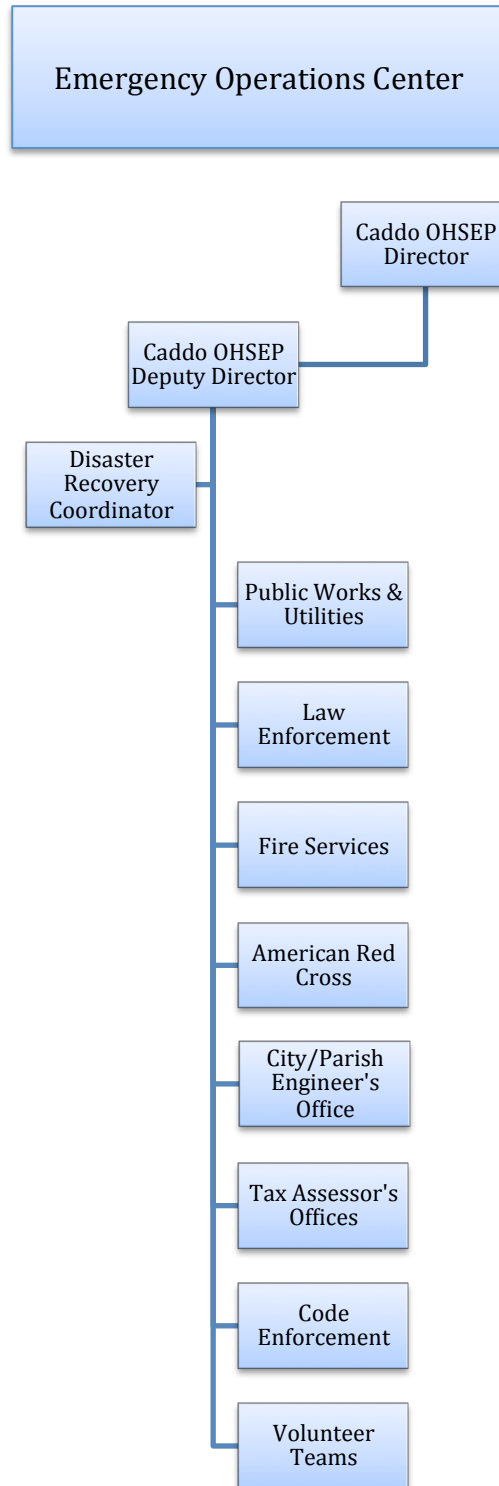 Emergency Operations Center
Caddo OHSEP
Director
Caddo OHSEP
Deputy Director
Disaster
Recovery
Coordinator
Public Works &
Utilities
Law
Enforcement
Fire Services
American Red
Cross
City/Parish
Engineer's
Office
Tax Assessor's
Offices
Code
Enforcement
Volunteer
Teams